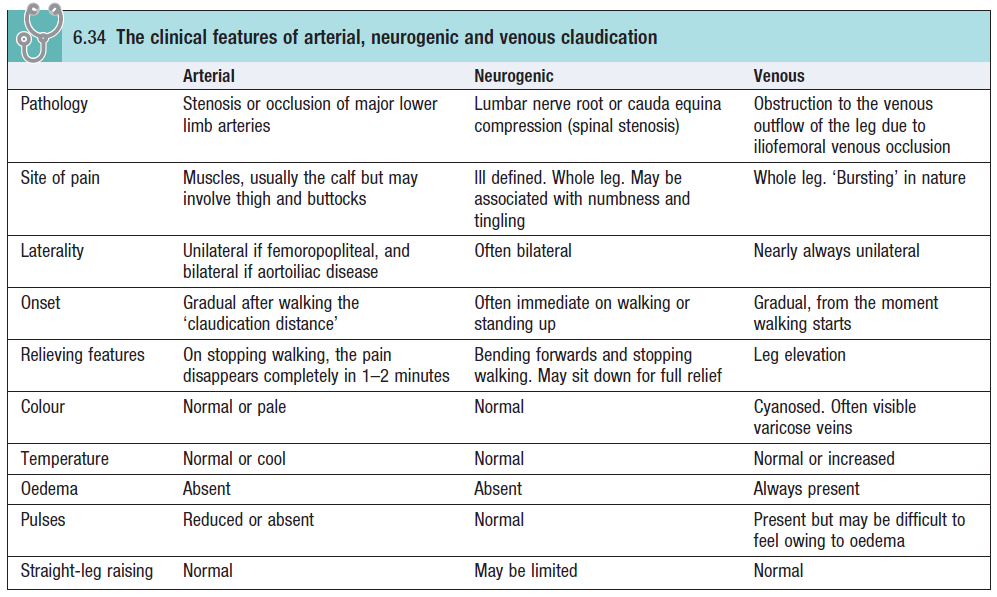 6.34 The clinical features of arterial, neurogenic and venous claudication
Arterial Neurogenic Venous
Pathology Stenosis or occlusion of major lower Lumbar nerve root or cauda equina Obstruction to the venous
limb arteries compression (spinal stenosis) outflow of the leg due to
iliofemoral venous occlusion
Site of pain Muscles, usually the calf but may Ill defined. Whole leg. May be Whole leg. ‘Bursting’ in nature
involve thigh and buttocks associated with numbness and
tingling
Laterality Unilateral if femoropopliteal, and Often bilateral Nearly always unilateral
bilateral if aortoiliac disease
Onset Gradual after walking the Often immediate on walking or Gradual, from the moment
‘claudication distance’ standing up walking starts
Relieving features On stopping walking, the pain Bending forwards and stopping Leg elevation
disappears completely in 1–2 minutes walking. May sit down for full relief
Colour Normal or pale Normal Cyanosed. Often visible
varicose veins
Temperature Normal or cool Normal Normal or increased
Oedema Absent Absent Always present
Pulses Reduced or absent Normal Present but may be difficult to
feel owing to oedema
Straight-leg raising Normal May be limited Normal